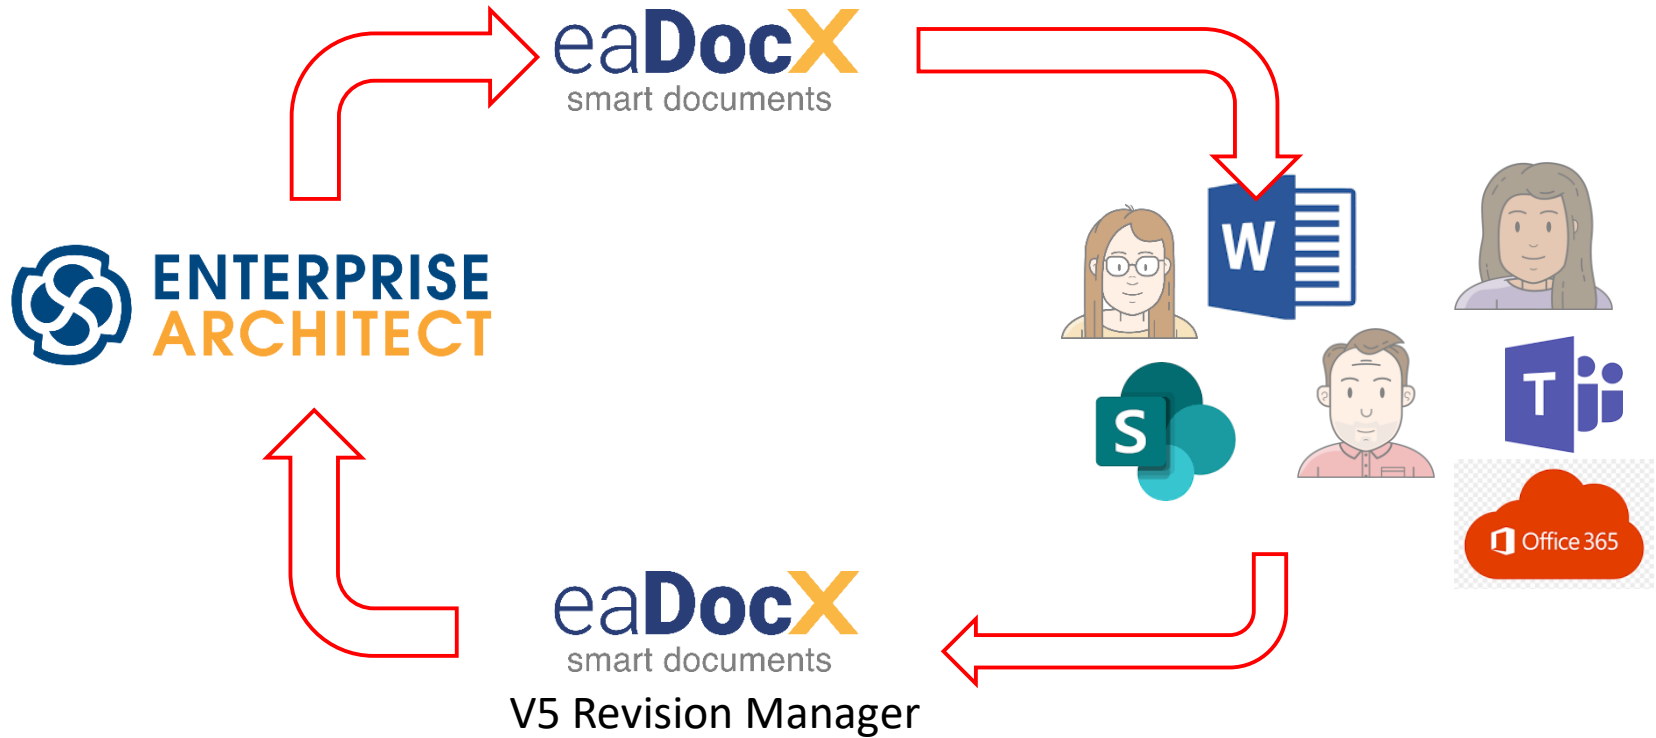 eaDocX
smart documents
W
ENTERPRISE
ARCHITECT
T
S
Office 365
eaDocX
smart documents
V5 Revision Manager